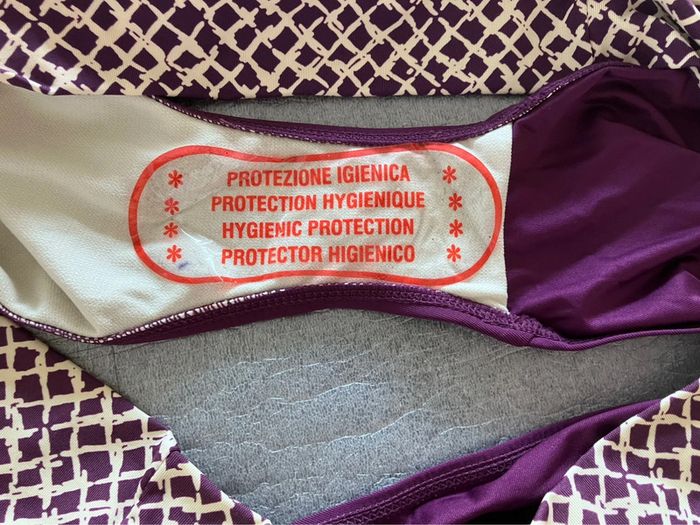 * PROTEZIONE IGIENICA *
* PROTECTION HYGIENIQUE *
* HYGIENIC PROTECTION *
* PROTECTOR HIGIENICO *